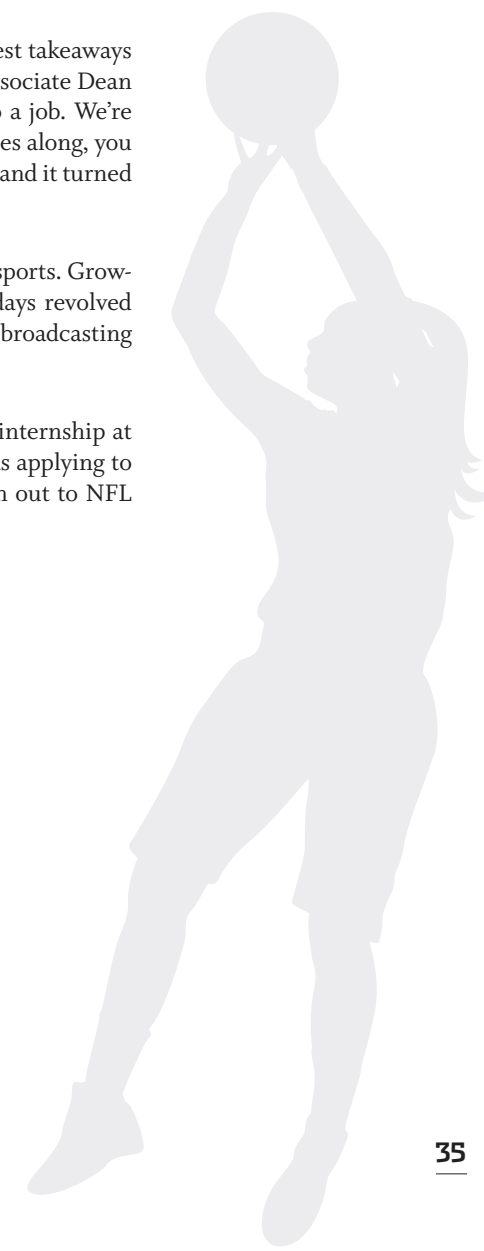 est takeaways
sociate Dean
a job. We're
es along, you
and it turned
sports. Grow-
days revolved
broadcasting
internship at
s applying to
n out to NFL
35